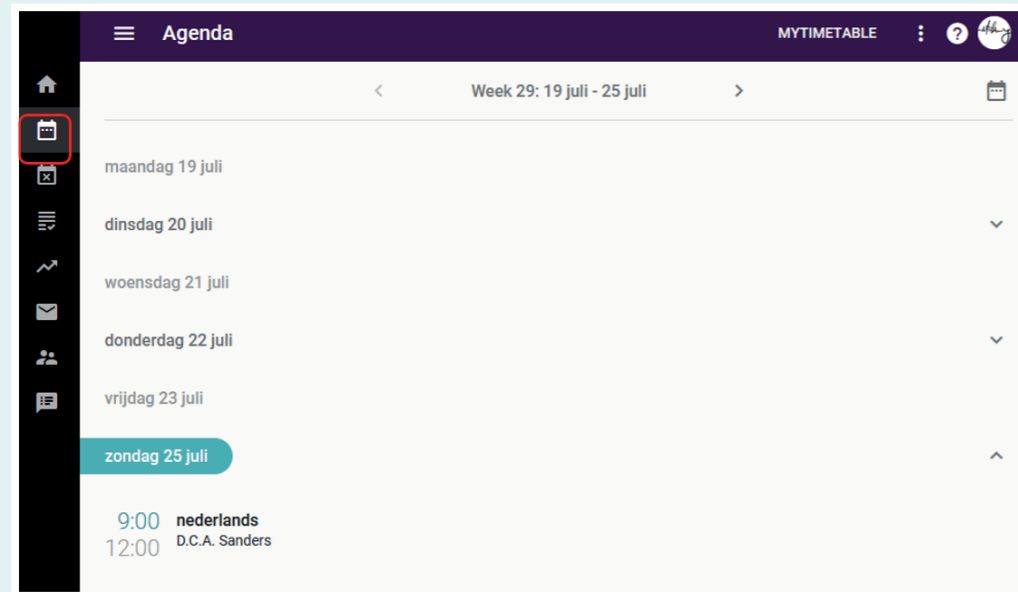 Agenda
MYTIMETABLE
?
Week 29: 19 juli - 25 juli
maandag 19 juli
dinsdag 20 juli
woensdag 21 juli
donderdag 22 juli
vrijdag 23 juli
zondag 25 juli
9:00 nederlands
12:00 D.C.A. Sanders